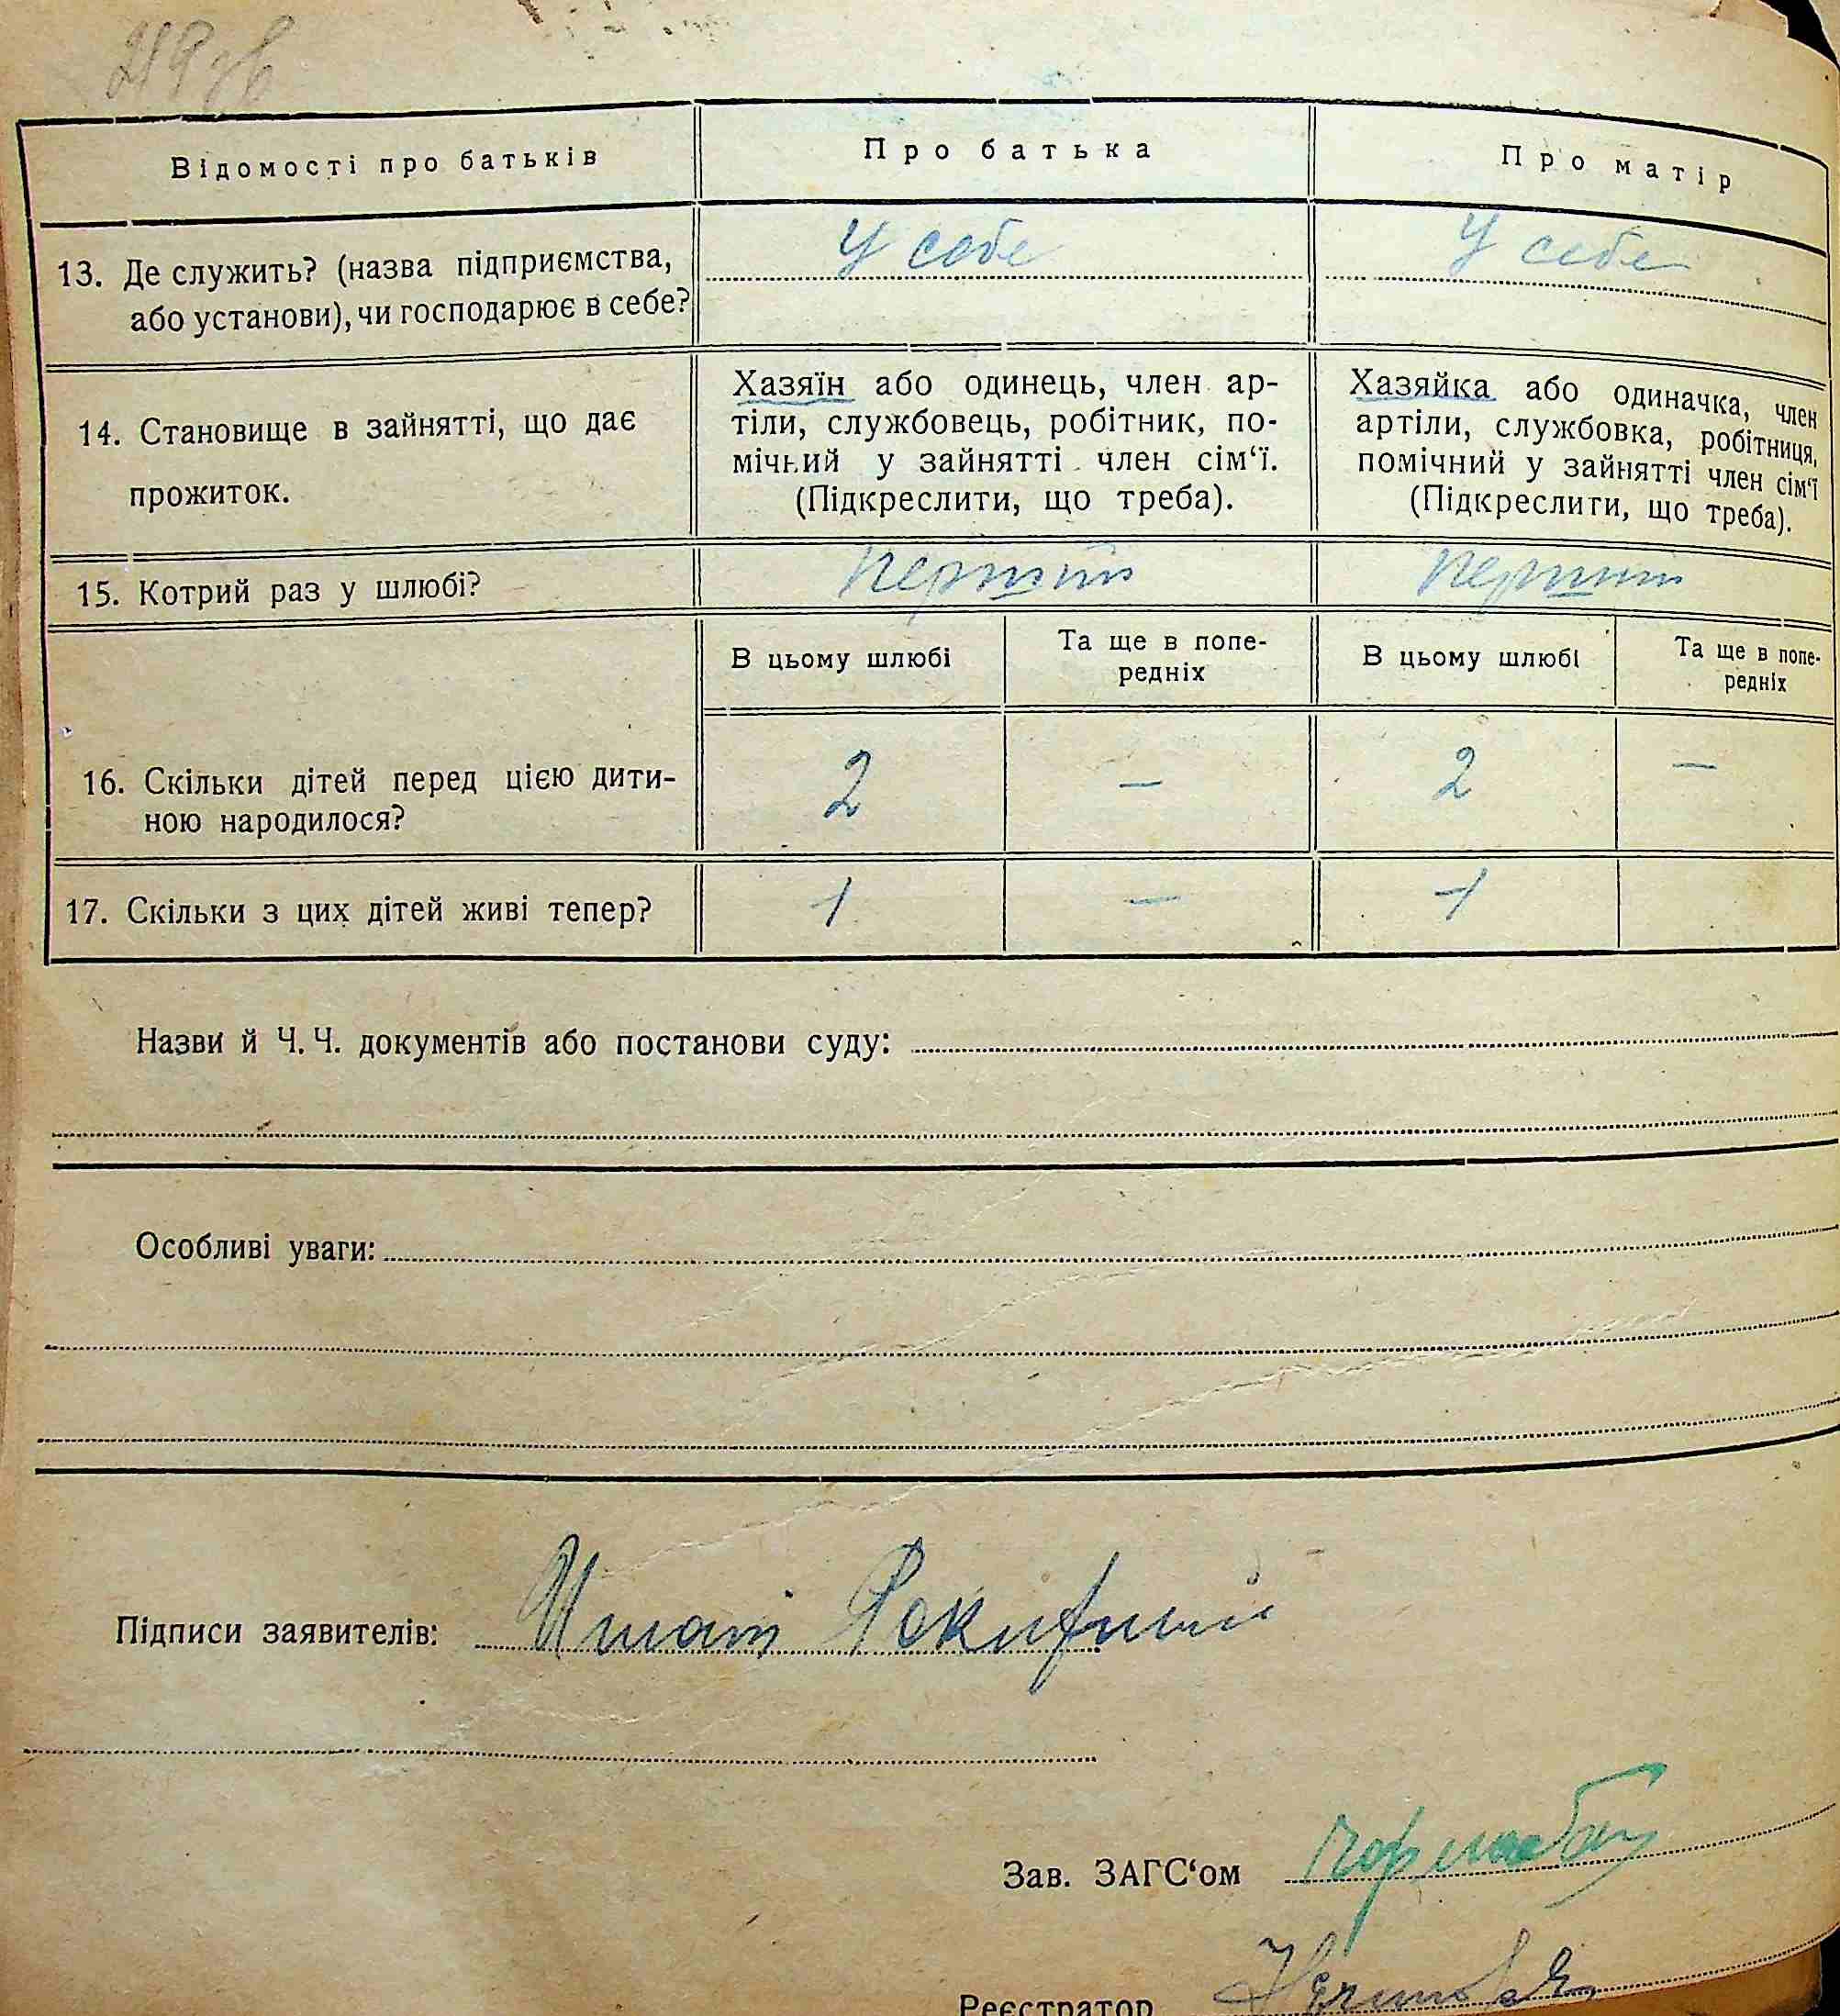 219 зв
Відомості про батьків
Про батька
Про матір
13. Де служить? (назва підприємства,
або установи), чи господарює в себе?
У собе
У себе
14. Становище в зайнятті, що дає
прожиток.
Хазяїн або одинець, член ар-
тіли, службовець, робітник, по-
мічний у зайнятті член сім‘ї.
(Підкреслити, що треба).
Хазяйка або одиначка, член
артіли, службовка, робітниця,
помічний у зайнятті член сім‘ї
(Підкреслити, що треба).
15. Котрий раз у шлюбі?
перший
перший
В цьому шлюбі
Та ще в попе-
редніх
В цьому шлюбі
Та ще в попе-
редніх
16. Скільки дітей перед цією дити-
ною народилося?
2
—
2
—
17. Скільки з цих дітей живі тепер?
1
—
1
Назви й Ч. Ч. документів або постанови суду:
Особливі уваги:
Підписи заявителів:
Зав. ЗАГС‘ом
Реєстратор